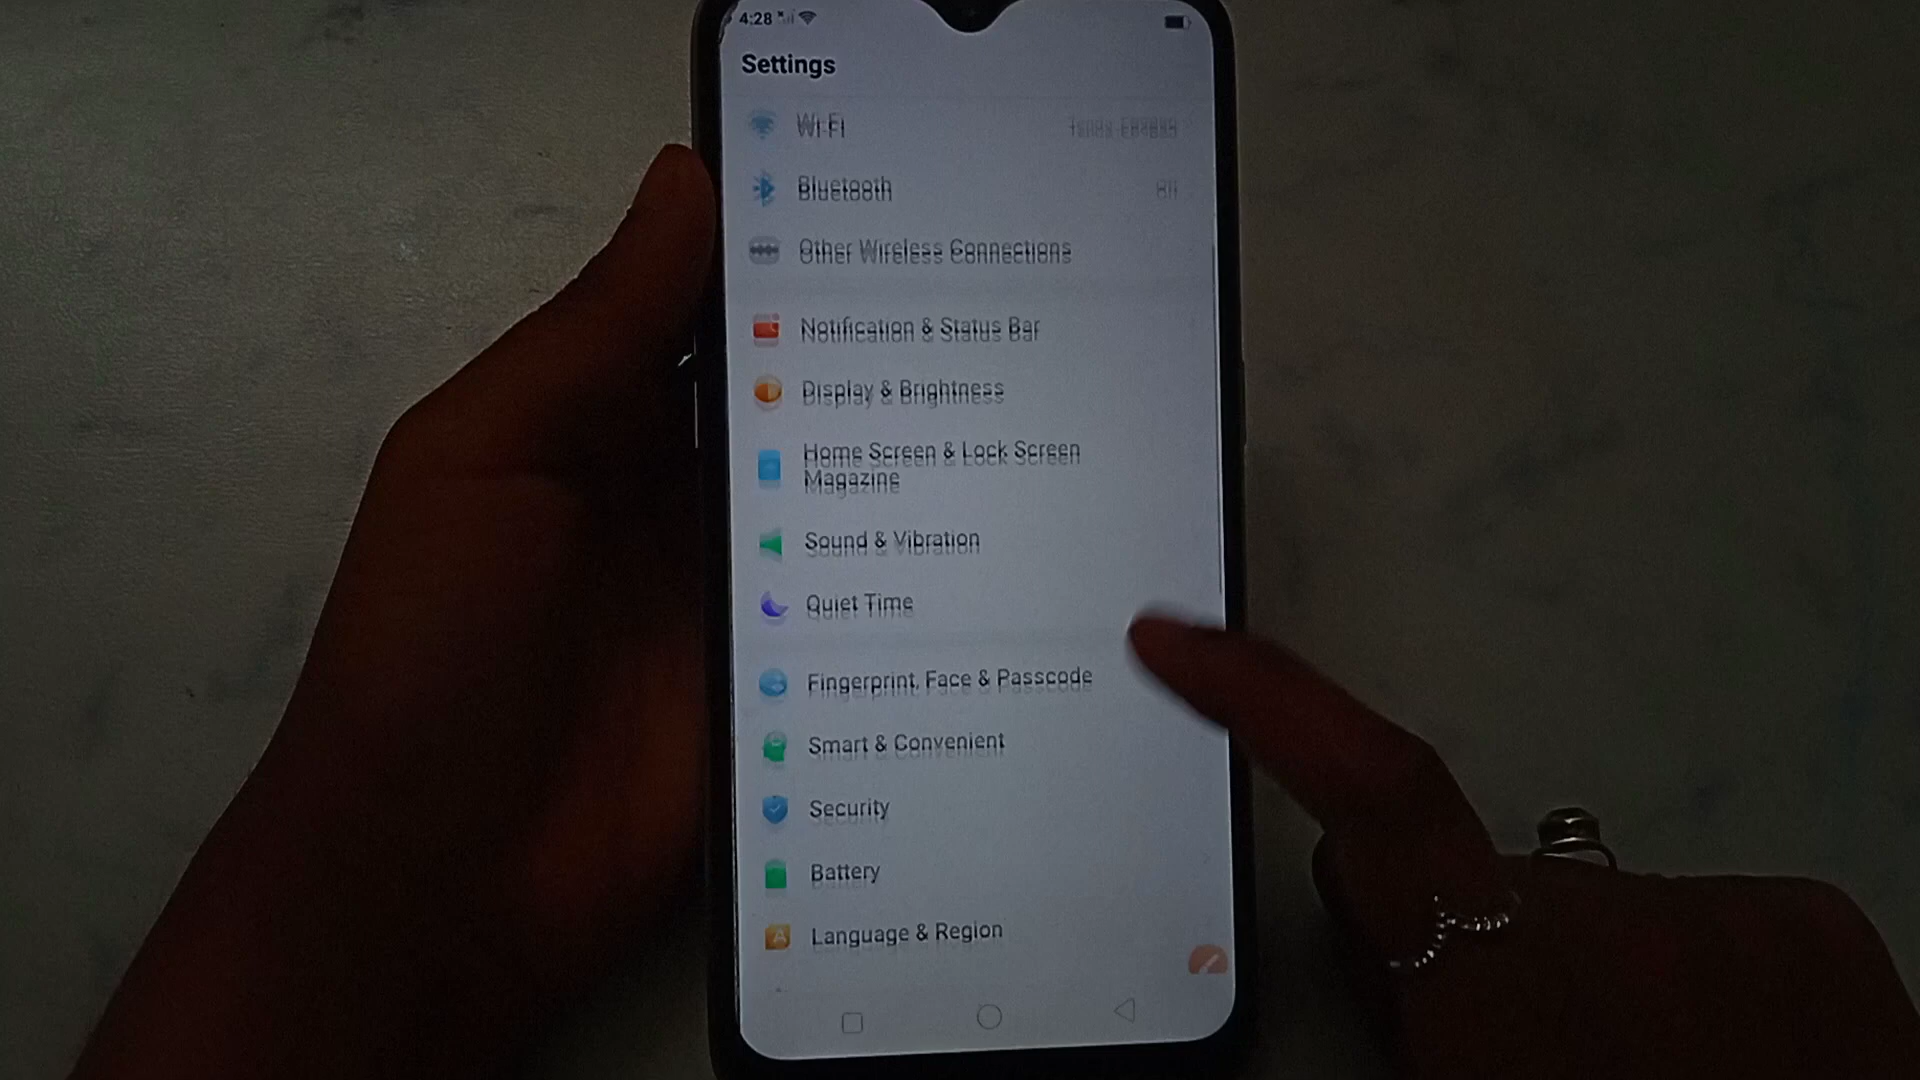 4:28
Settings
Wi-Fi
Bluetooth
Off
Other Wireless Connections
Notification & Status Bar
Display & Brightness
Home Screen & Lock Screen
Magazine
Sound & Vibration
Quiet Time
Fingerprint, Face & Passcode
Smart & Convenient
Security
Battery
Language & Region